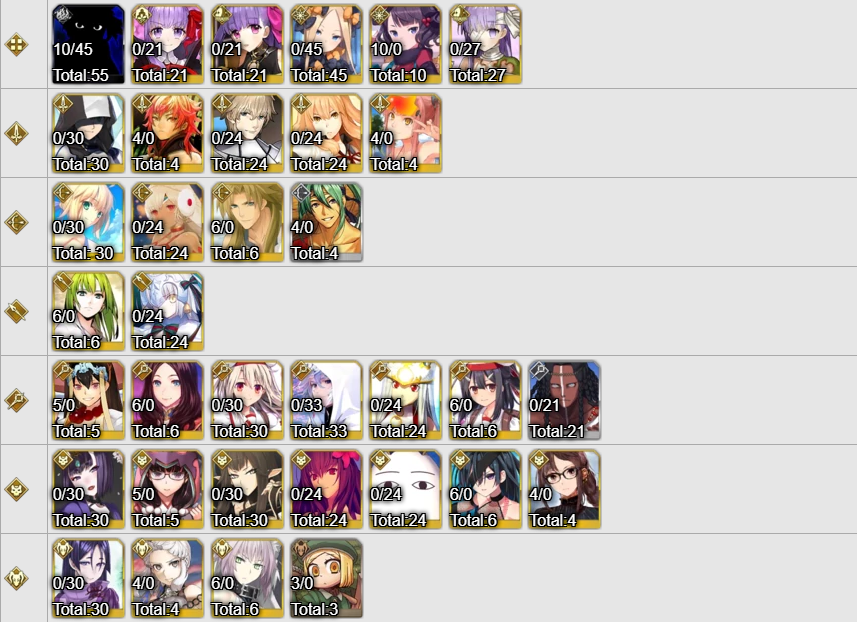 10/45
Total:55
0/21
Total:21
0/21
Total:21
0/45
Total:45
10/0
Total:10
0/27
Total:27
0/30
Total:30
4/0
Total:4
0/24
Total:24
0/24
Total:24
4/0
Total:4
0/30
Total: 30
0/24
Total:24
6/0
Total:6
4/0
Total:4
6/0
Total:6
0/24
Total:24
5/0
Total:5
6/0
Total:6
0/30
Total:30
0/33
Total:33
0/24
Total:24
6/0
Total:6
0/21
Total:21
0/30
Total:30
5/0
Total:5
0/30
Total:30
0/24
Total:24
0/24
Total:24
6/0
Total:6
4/0
Total:4
0/30
Total:30
4/0
Total:4
6/0
Total:6
3/0
Total:3